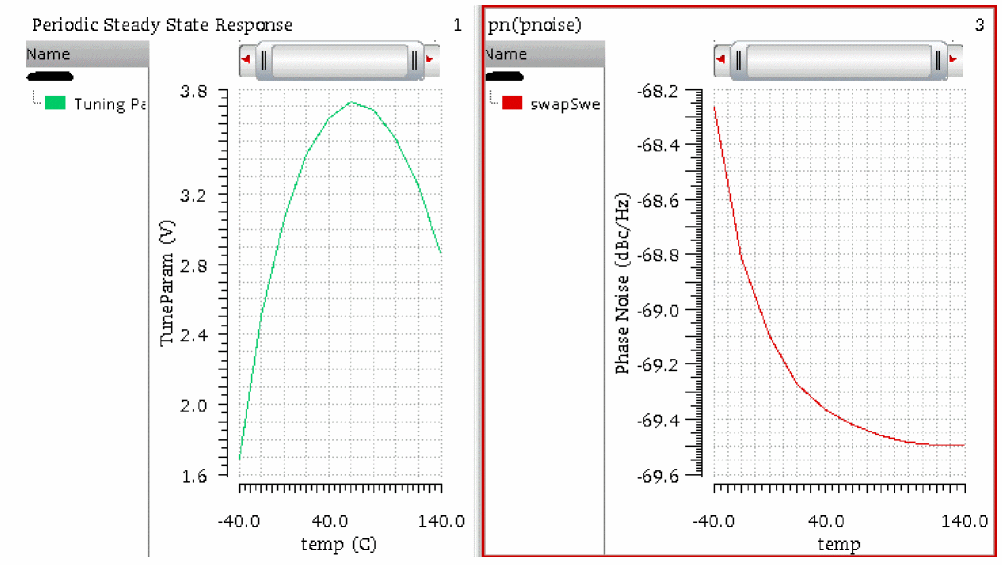 Periodic Steady State Response 1
Name
Tuning Pa
3.8
3.2
2.8
2.4
2.0
1.6
TuneParam (V)
-40.0 40.0 140.0
temp (C)
pn('pnoise) 3
Name
swapSwe
-68.2
-68.4
-68.6
-68.8
-69.0
-69.2
-69.4
-69.6
Phase Noise (dBc/Hz)
-40.0 40.0 140.0
temp